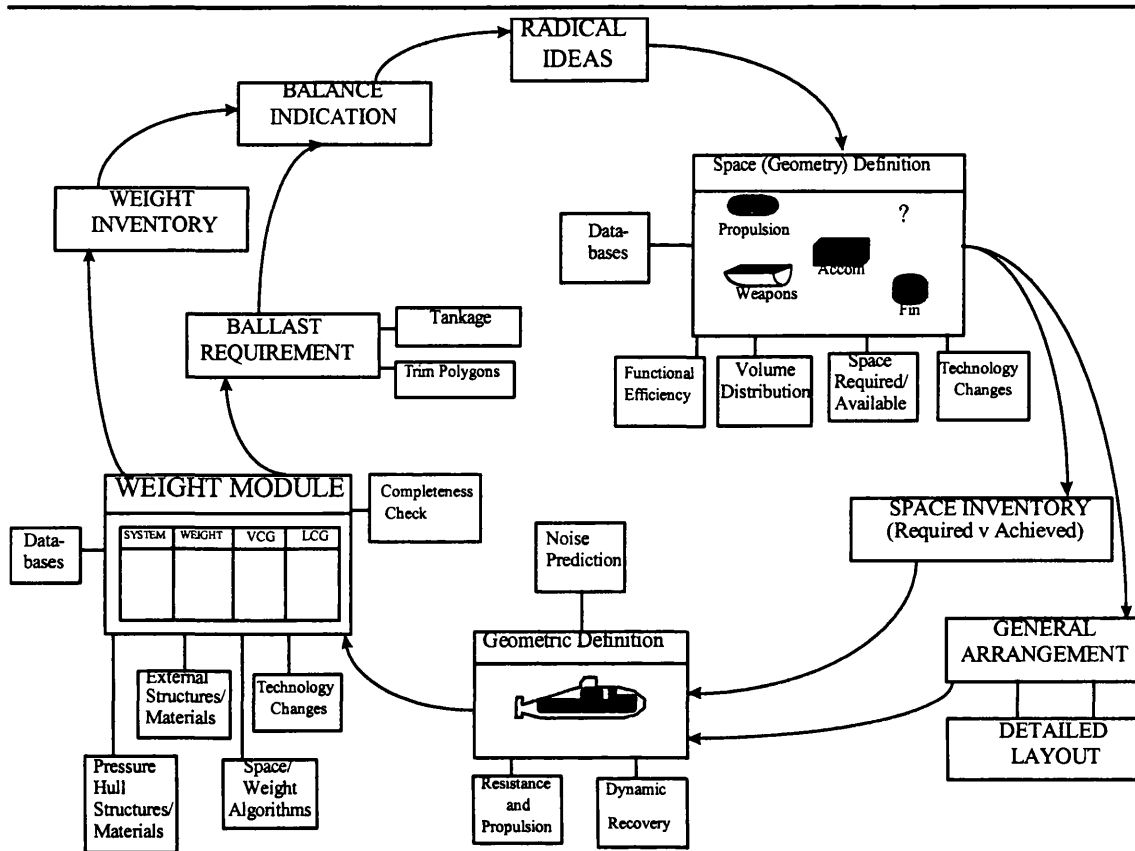 RADICAL
IDEAS
BALANCE
INDICATION
WEIGHT
INVENTORY
Space (Geometry) Definition
Propulsion
?
Accom
Weapons
Fin
Data-
bases
Functional
Efficiency
Volume
Distribution
Space
Required/
Available
Technology
Changes
BALLAST
REQUIREMENT
Tankage
Trim Polygons
WEIGHT MODULE
SYSTEM
WEIGHT
VCG
LCG
Completeness
Check
Data-
bases
SPACE INVENTORY
(Required v Achieved)
Noise
Prediction
Geometric Definition
GENERAL
ARRANGEMENT
DETAILED
LAYOUT
External
Structures/
Materials
Technology
Changes
Pressure
Hull
Structures/
Materials
Space/
Weight
Algorithms
Resistance
and
Propulsion
Dynamic
Recovery